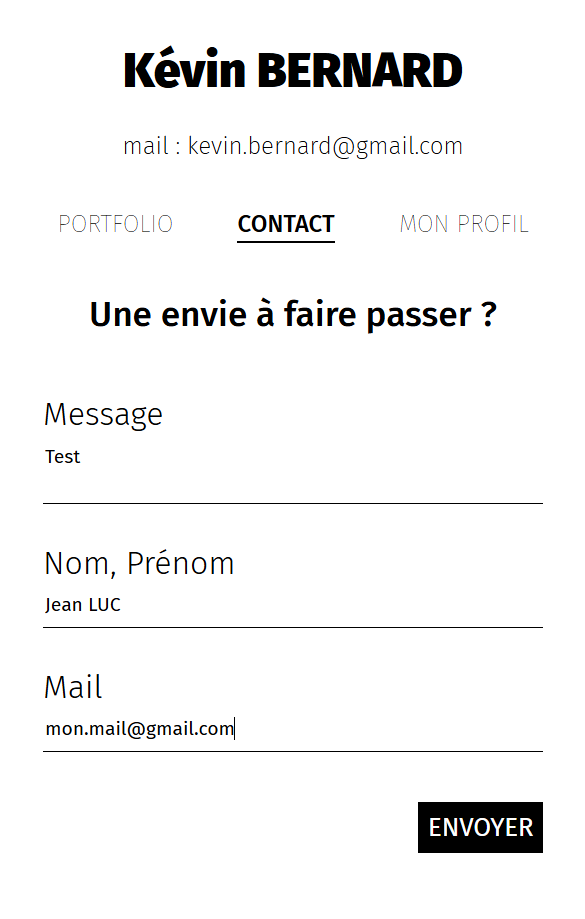 Kévin BERNARD
mail : kevin.bernard@gmail.com
PORTFOLIO CONTACT MON PROFIL
Une envie à faire passer ?
Message
Test
Nom, Prénom
Jean LUC
Mail
mon.mail@gmail.com
ENVOYER